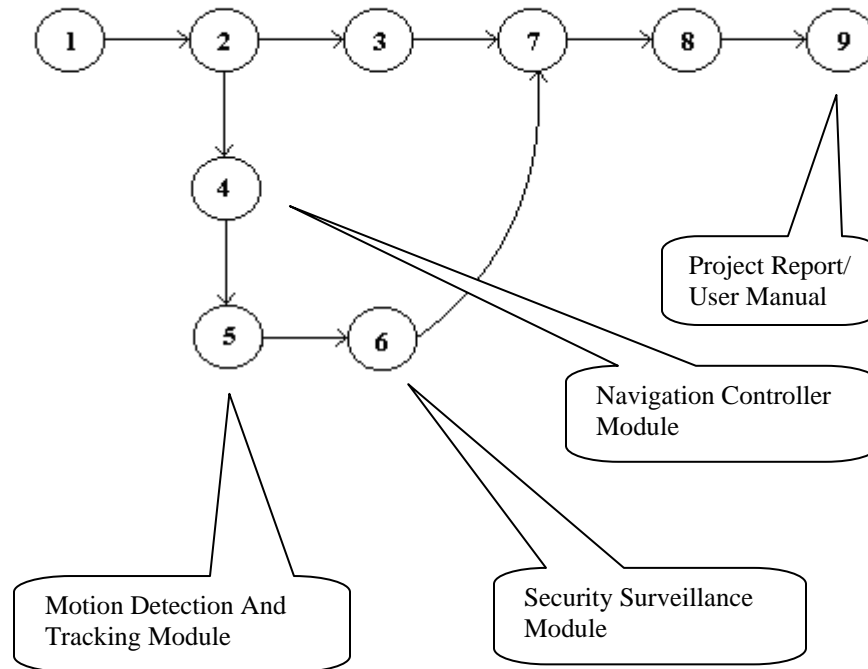 1 2 3 7 8 9
4
5 6
Project Report/
User Manual
Navigation Controller
Module
Motion Detection And
Tracking Module
Security Surveillance
Module